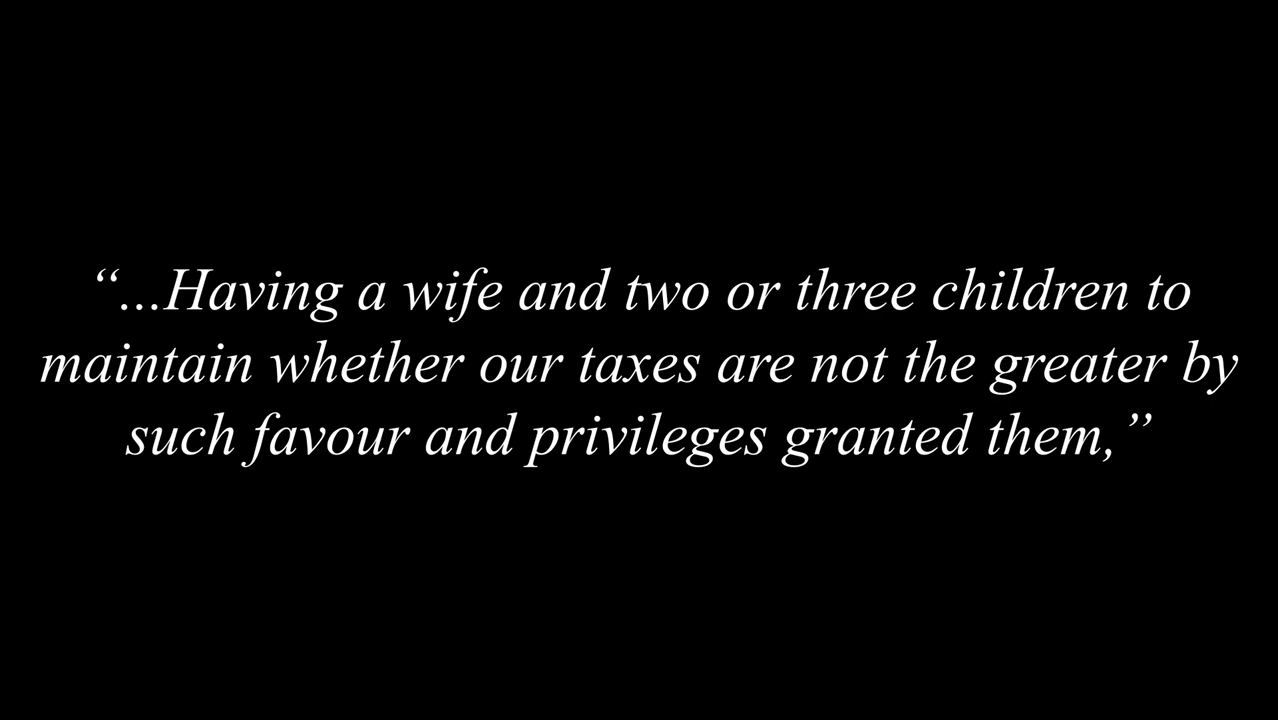 “...Having a wife and two or three children to
maintain whether our taxes are not the greater by
such favour and privileges granted them,”